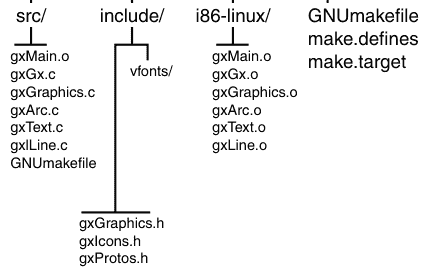 src/
include/
i86-linux/
GNUmakefile
make.defines
make.target
gxMain.o
gxGx.c
gxGraphics.c
gxArc.c
gxText.c
gxlLine.c
GNUmakefile
vfonts/
gxMain.o
gxGx.o
gxGraphics.o
gxArc.o
gxText.o
gxLine.o
gxGraphics.h
gxIcons.h
gxProtos.h